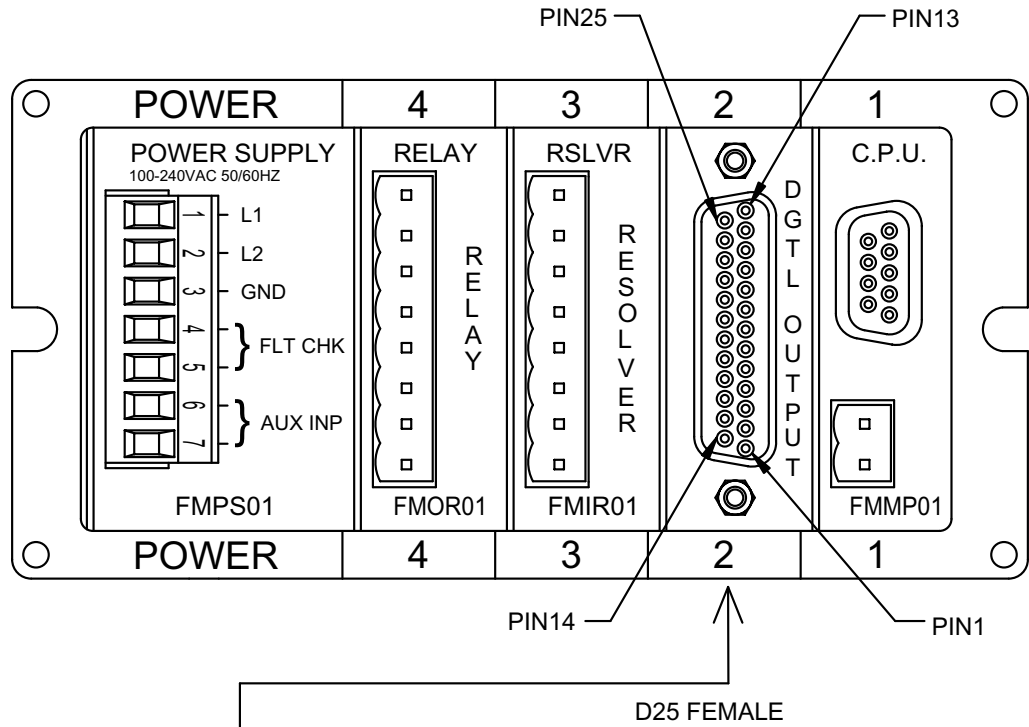 PIN25
PIN13
POWER
4
3
2
1
POWER SUPPLY
100-240VAC 50/60HZ
1
L1
2
L2
3
GND
4
5
FLT CHK
6
7
AUX INP
FMPS01
RELAY
RELAY
FMOR01
RSLVR
RESOLVER
FMIR01
DGTL OUTPUT
C.P.U.
FMMP01
POWER
4
3
2
1
PIN14
PIN1
D25 FEMALE